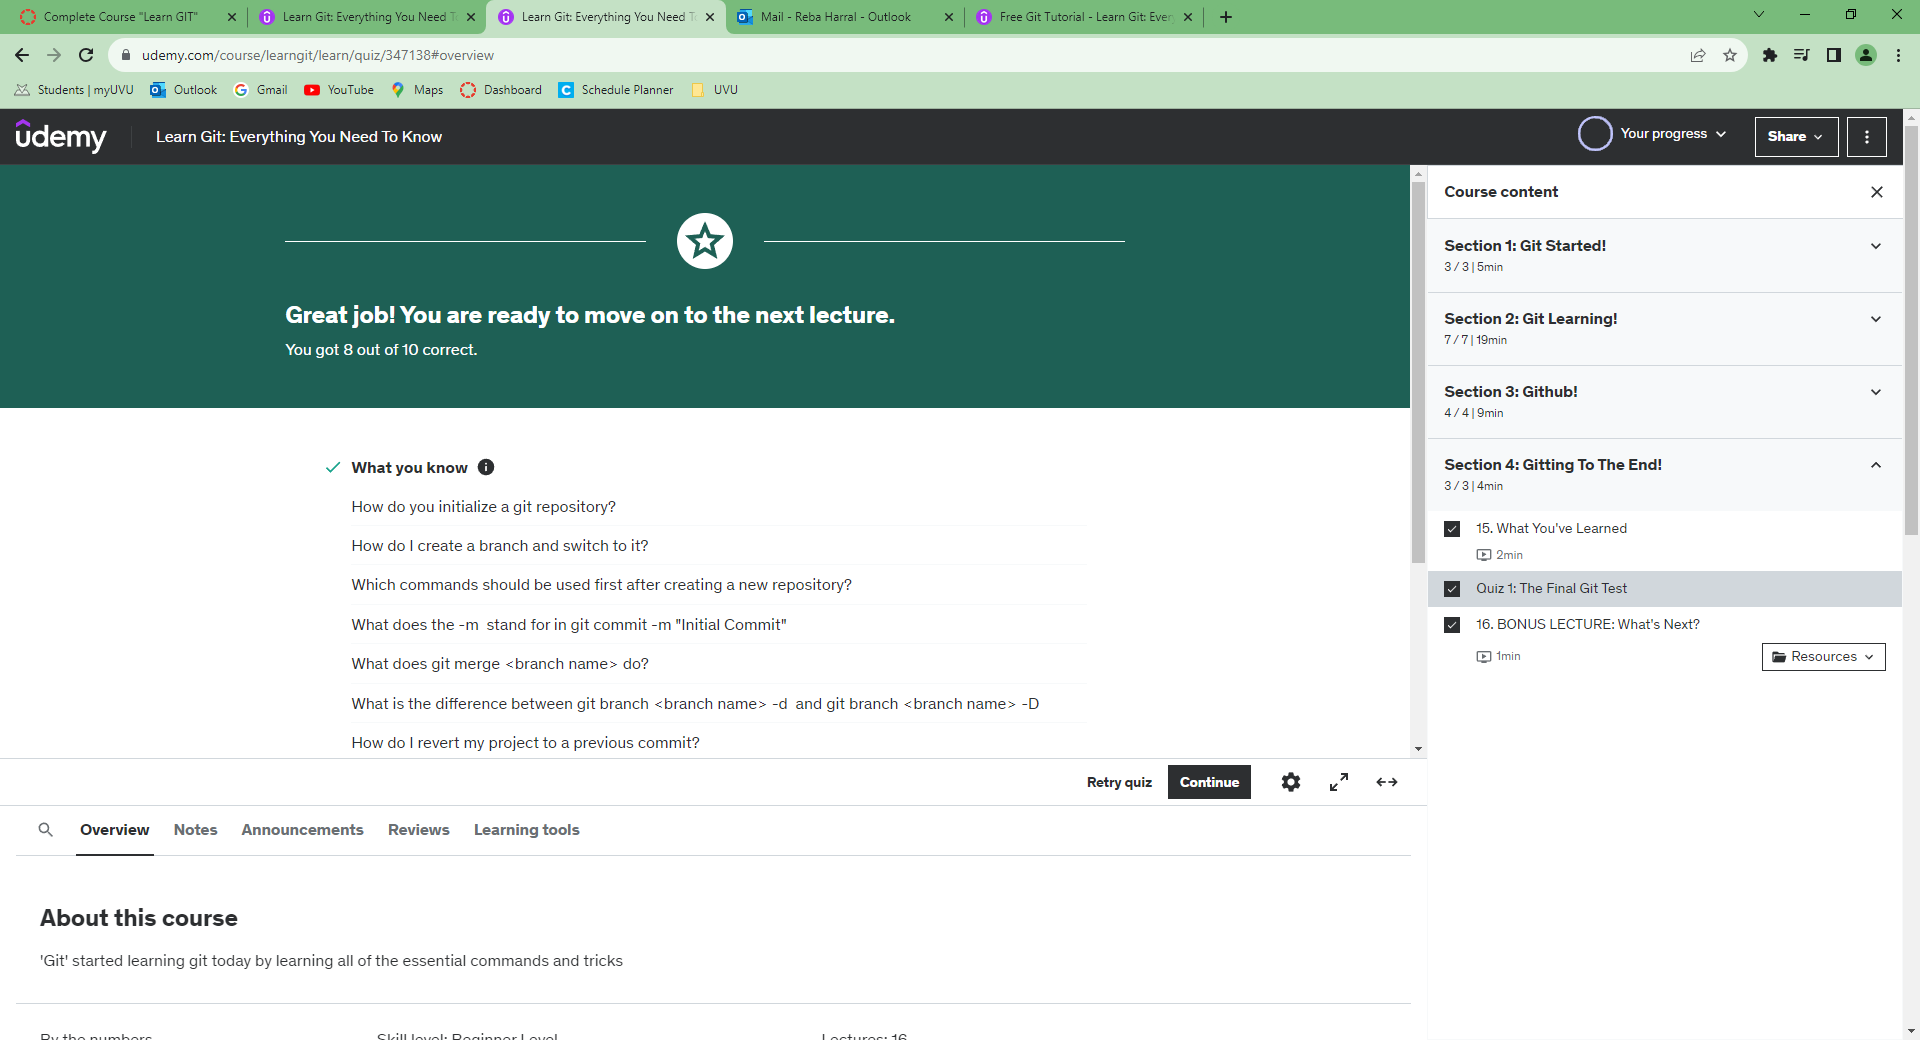 Complete Course "Learn GIT"
Learn Git: Everything You Need To
Learn Git: Everything You Need To
Mail - Reba Harral - Outlook
Free Git Tutorial - Learn Git: Ever
udemy.com/course/learngit/learn/quiz/347138#overview
Students | myUVU
Outlook
Gmail
YouTube
Maps
Dashboard
C Schedule Planner
UVU
udemy
Learn Git: Everything You Need To Know
Your progress
Share
Great job! You are ready to move on to the next lecture.
You got 8 out of 10 correct.
What you know
How do you initialize a git repository?
How do I create a branch and switch to it?
Which commands should be used first after creating a new repository?
What does the -m stand for in git commit -m "Initial Commit"
What does git merge <branch name> do?
What is the difference between git branch <branch name> -d and git branch <branch name> -D
How do I revert my project to a previous commit?
Retry quiz
Continue
Overview
Notes
Announcements
Reviews
Learning tools
About this course
'Git' started learning git today by learning all of the essential commands and tricks
By the numbers
Skill level: Beginner Level
Lectures: 16
Course content
Section 1: Git Started!
3 / 3 | 5min
Section 2: Git Learning!
7 / 7 | 19min
Section 3: Github!
4 / 4 | 9min
Section 4: Gitting To The End!
3 / 3 | 4min
15. What You've Learned
2min
Quiz 1: The Final Git Test
16. BONUS LECTURE: What's Next?
1min
Resources